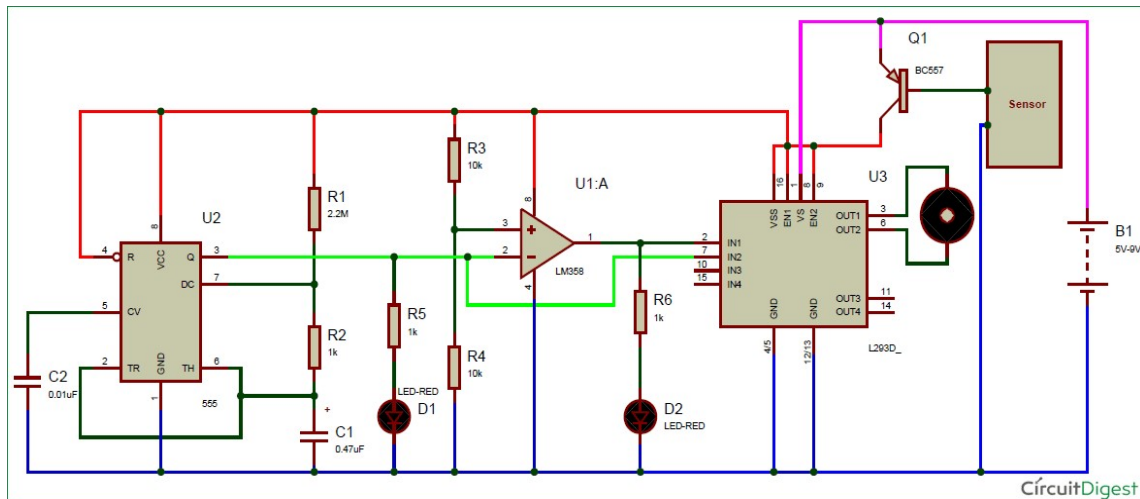 Q1
BC557
Sensor
R3
10k
U1:A
R1
2.2M
U2
U3
16
1
8
9
VSS
EN1
VS
EN2
OUT1
3
OUT2
6
B1
5V-9V
8
3
2
1
4
LM358
2
IN1
7
IN2
10
IN3
15
IN4
OUT3
11
OUT4
14
GND
GND
4/5
12/13
L293D_
8
VCC
4
R
Q
3
DC
7
5
CV
2
TR
GND
TH
6
1
555
R5
1k
R6
1k
R2
1k
R4
10k
C2
0.01uF
LED-RED
D1
D2
LED-RED
+
C1
0.47uF
CircuitDigest